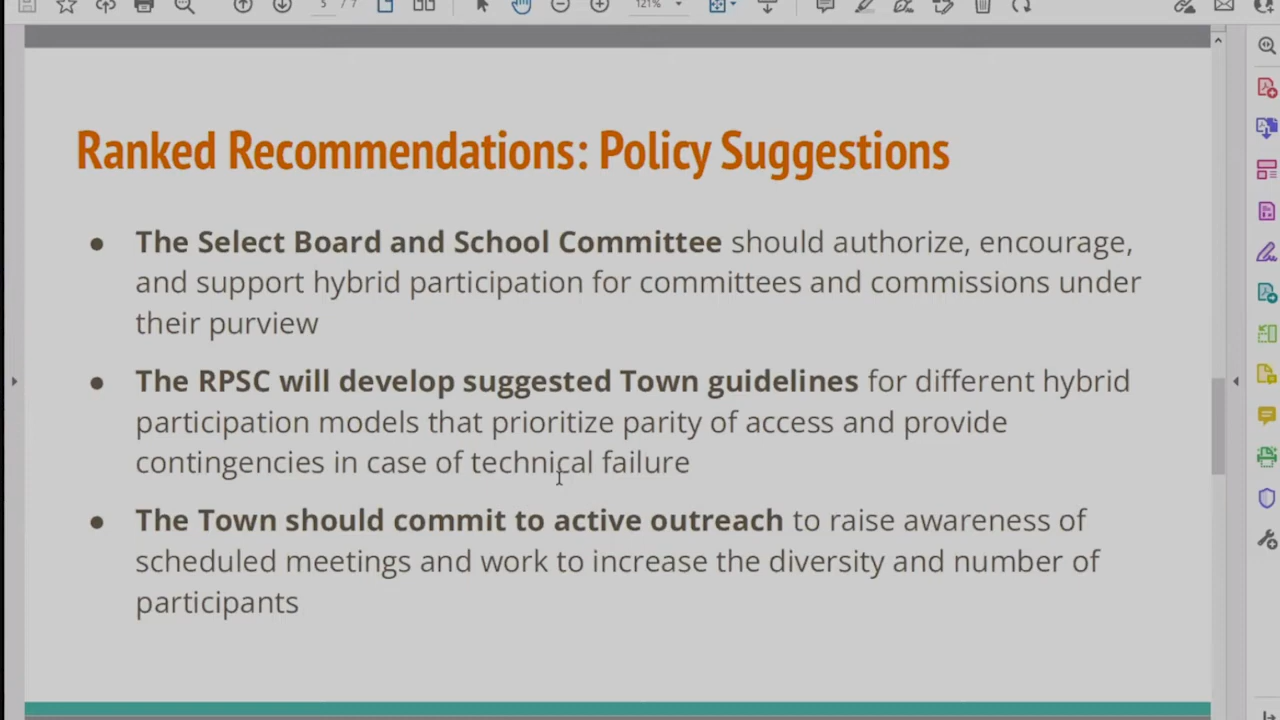 5 / 7
121%
Ranked Recommendations: Policy Suggestions
● The Select Board and School Committee should authorize, encourage,
and support hybrid participation for committees and commissions under
their purview
● The RPSC will develop suggested Town guidelines for different hybrid
participation models that prioritize parity of access and provide
contingencies in case of technical failure
● The Town should commit to active outreach to raise awareness of
scheduled meetings and work to increase the diversity and number of
participants